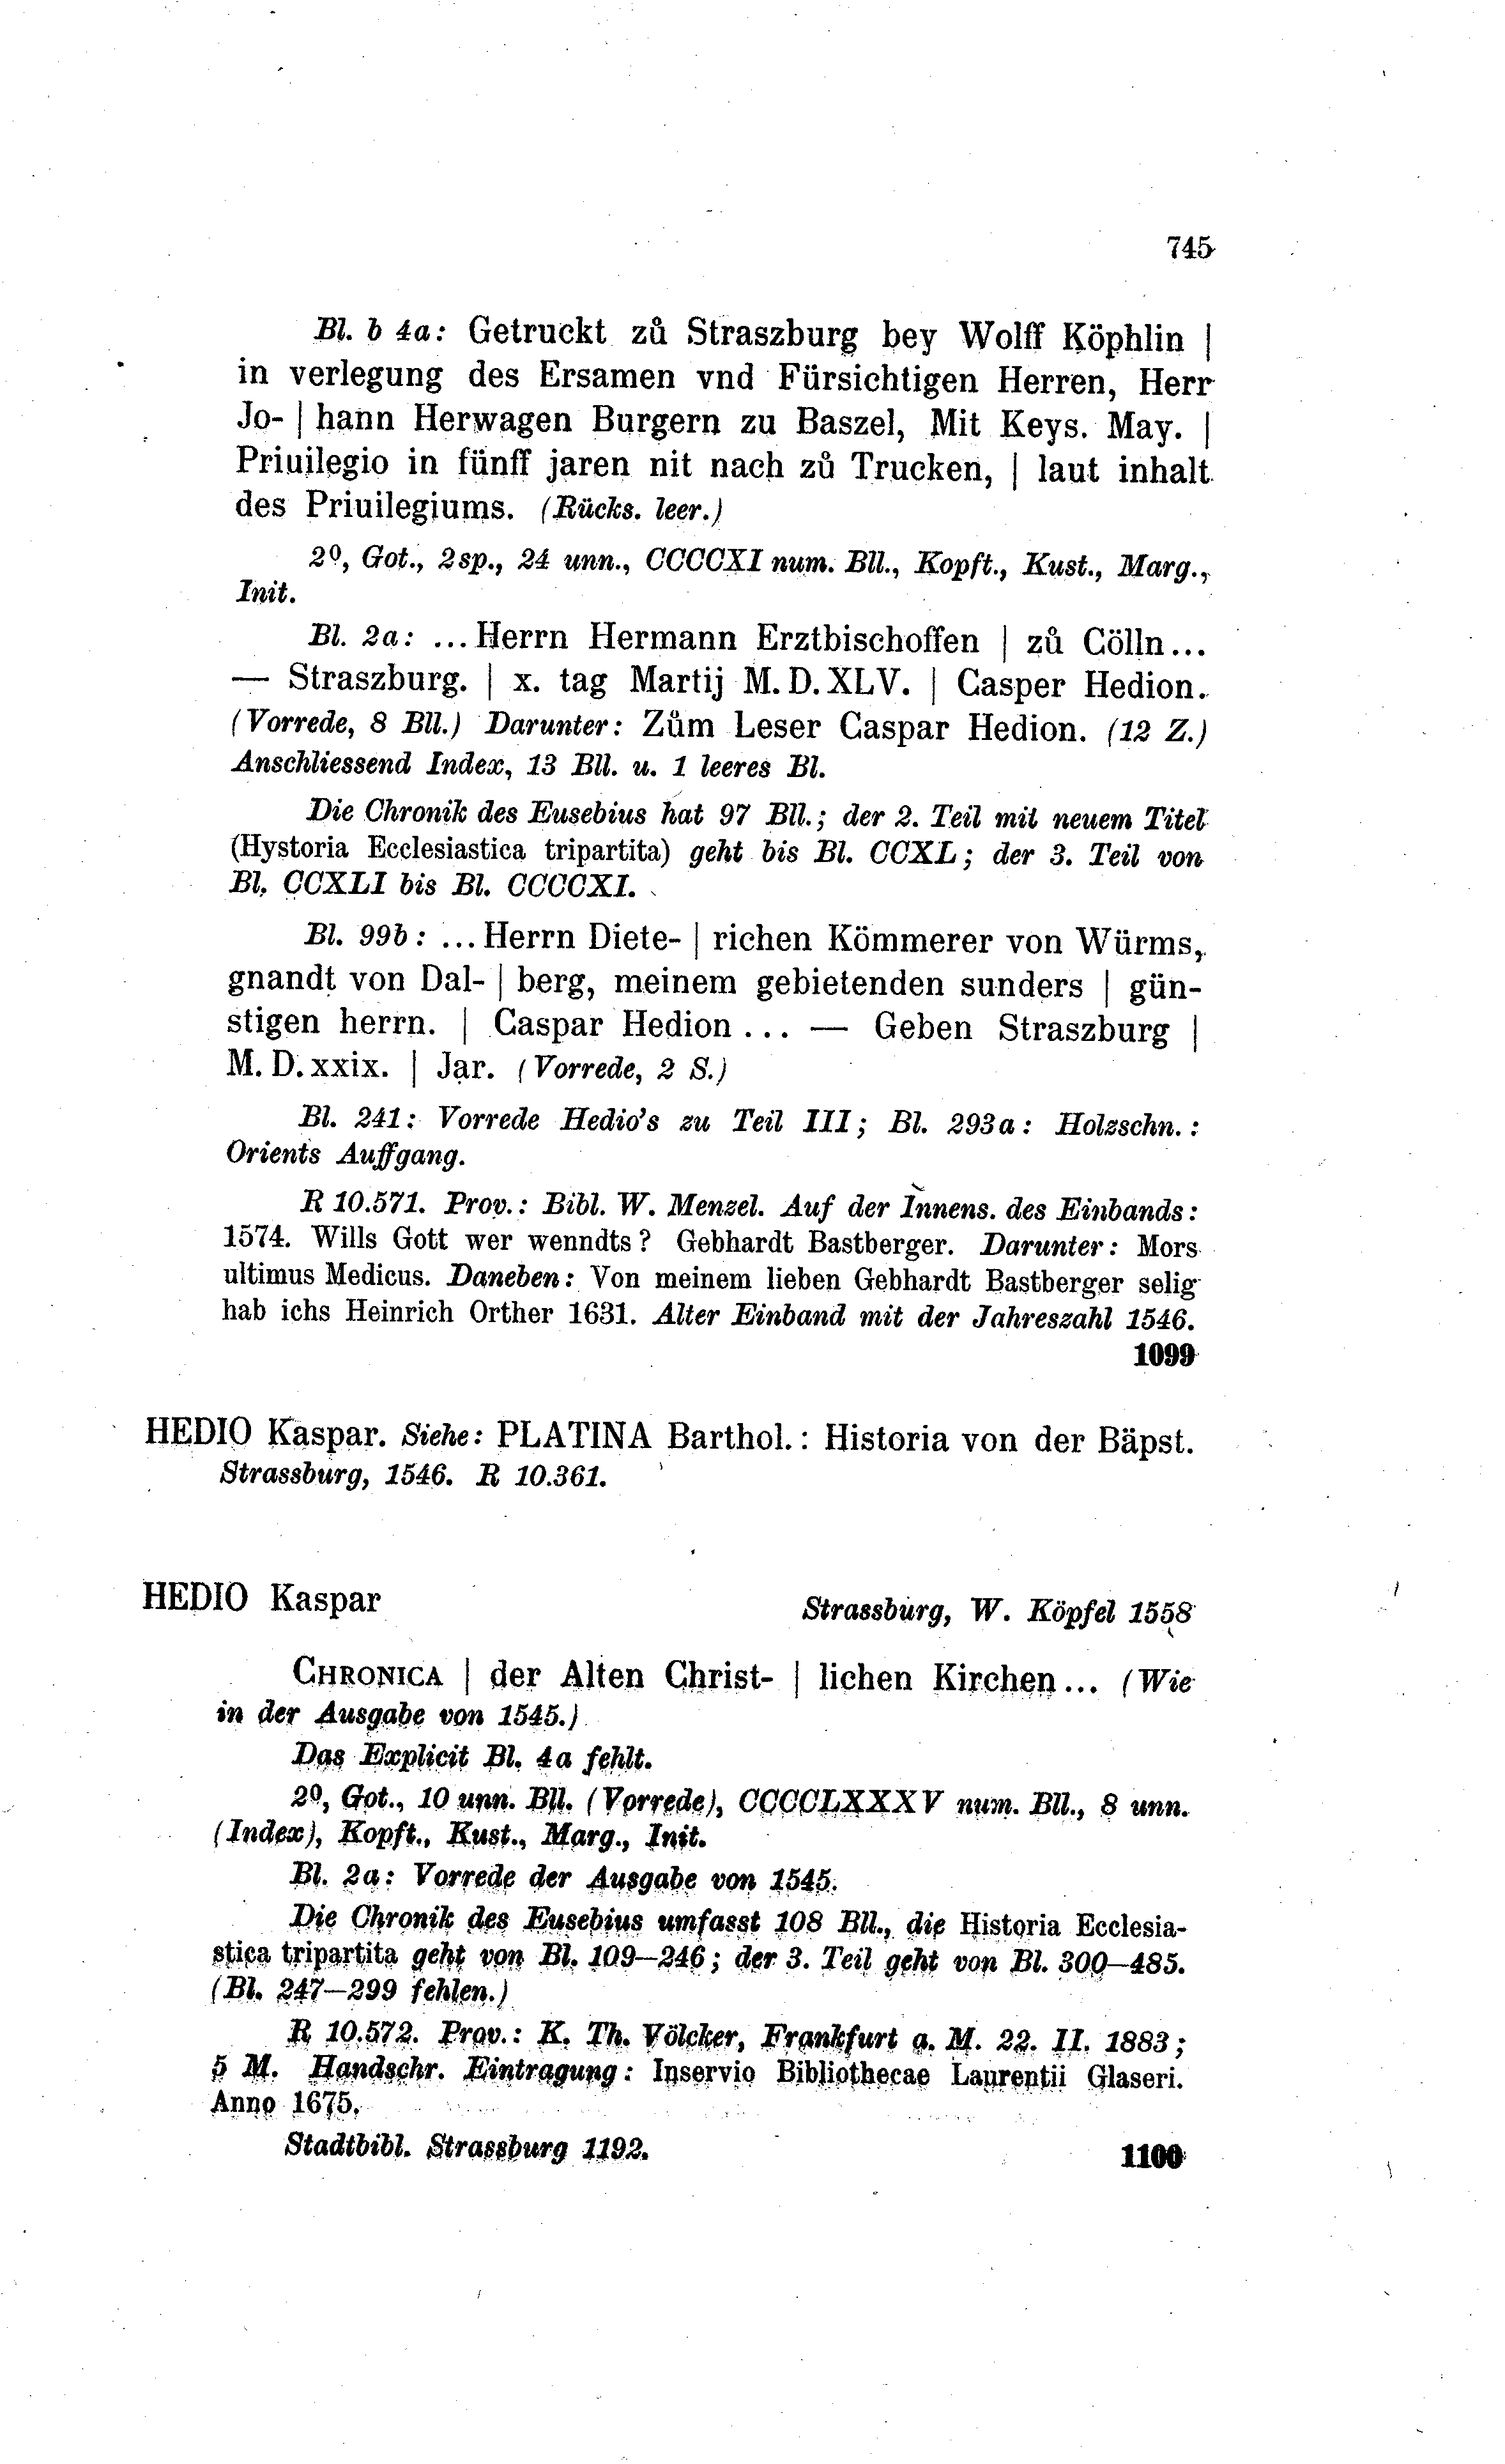 745
Bl. b 4a: Getruckt zů Straszburg bey Wolff Köphlin |
in verlegung des Ersamen vnd Fürsichtigen Herren, Herr
Jo- | hann Herwagen Burgern zu Baszel, Mit Keys. May. |
Priuilegio in fünff jaren nit nach zů Trucken, | laut inhalt
des Priuilegiums. (Rücks. leer.)
2⁰, Got., 2sp., 24 unn., CCCCXI num. Bll., Kopft., Kust., Marg.,
Init.
Bl. 2a: ... Herrn Hermann Erztbischoffen | zů Cölln...
— Straszburg. | x. tag Martij M. D. XLV. | Casper Hedion.
(Vorrede, 8 Bll.) Darunter: Zům Leser Caspar Hedion. (12 Z.)
Anschliessend Index, 13 Bll. u. 1 leeres Bl.
Die Chronik des Eusebius hat 97 Bll.; der 2. Teil mit neuem Titel
(Hystoria Ecclesiastica tripartita) geht bis Bl. CCXL; der 3. Teil von
Bl. CCXLI bis Bl. CCCCXI.
Bl. 99b: ... Herrn Diete- | richen Kömmerer von Würms,
gnandt von Dal- | berg, meinem gebietenden sunders | gün-
stigen herrn. | Caspar Hedion ... — Geben Straszburg |
M. D. xxix. | Jar. (Vorrede, 2 S.)
Bl. 241: Vorrede Hedio's zu Teil III; Bl. 293a: Holzschn.:
Orients Auffgang.
R 10.571. Prov.: Bibl. W. Menzel. Auf der Innens. des Einbands:
1574. Wills Gott wer wenndts? Gebhardt Bastberger. Darunter: Mors
ultimus Medicus. Daneben: Von meinem lieben Gebhardt Bastberger selig
hab ichs Heinrich Orther 1631. Alter Einband mit der Jahreszahl 1546.
1099
HEDIO Kaspar. Siehe: PLATINA Barthol.: Historia von der Bäpst.
Strassburg, 1546. R 10.361.
HEDIO Kaspar Strassburg, W. Köpfel 1558
CHRONICA | der Alten Christ- | lichen Kirchen... (Wie
in der Ausgabe von 1545.)
Das Explicit Bl. 4a fehlt.
2⁰, Got., 10 unn. Bll. (Vorrede), CCCCLXXXV num. Bll., 8 unn.
(Index), Kopft., Kust., Marg., Init.
Bl. 2a: Vorrede der Ausgabe von 1545.
Die Chronik des Eusebius umfasst 108 Bll., die Historia Ecclesia-
stica tripartita geht von Bl. 109—246; der 3. Teil geht von Bl. 300—485.
(Bl. 247—299 fehlen.)
R 10.572. Prov.: K. Th. Völcker, Frankfurt a. M. 22. II. 1883;
5 M. Handschr. Eintragung: Inservio Bibliothecae Laurentii Glaseri.
Anno 1675.
Stadtbibl. Strassburg 1192.
1100